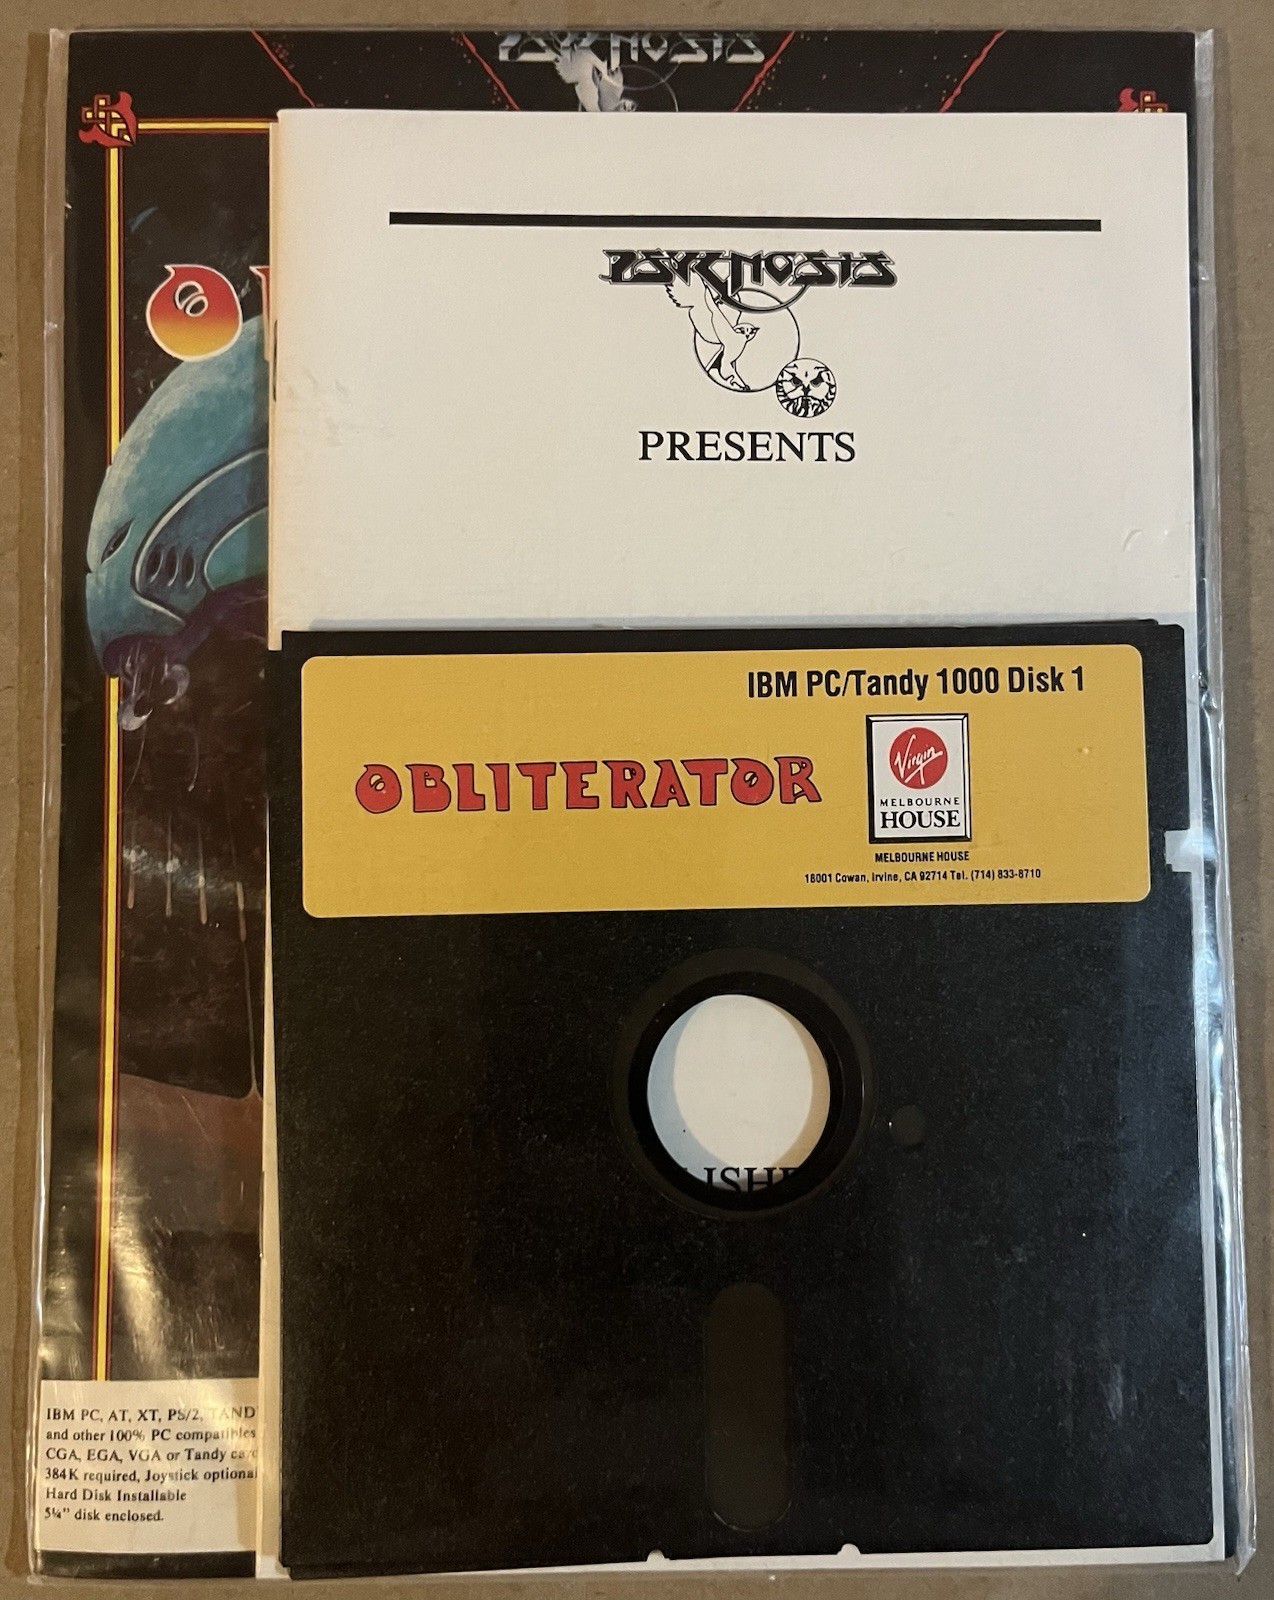 PSYGNOSIS
O
PSYGNOSIS
PRESENTS
IBM PC/Tandy 1000 Disk 1
OBLITERATOR
Virgin
MELBOURNE
HOUSE
MELBOURNE HOUSE
18001 Cowan, Irvine, CA 92714 Tel. (714) 833-8710
LISHE
IBM PC, AT, XT, PS/2, TAND
and other 100% PC compatibles
CGA, EGA, VGA or Tandy card
384K required, Joystick optional
Hard Disk Installable
5¼" disk enclosed.